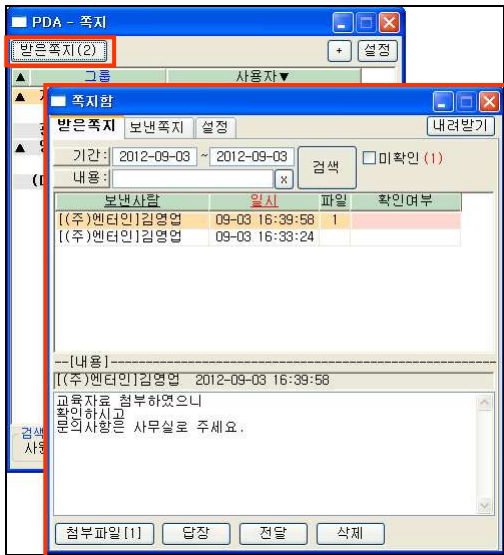 PDA - 쪽지
받은쪽지(2)
+ 설정
▲ 그룹 사용자▼
쪽지함
받은쪽지 보낸쪽지 설정 내려받기
기간: 2012-09-03 ~ 2012-09-03 검색 미확인 (1)
내용: x
보낸사람 일시 파일 확인여부
[(주)엔터인]김영업 09-03 16:39:58 1
[(주)엔터인]김영업 09-03 16:33:24
--[내용]--
[(주)엔터인]김영업 2012-09-03 16:39:58
교육자료 첨부하였으니
확인하시고
문의사항은 사무실로 주세요.
검색
첨부파일[1] 답장 전달 삭제